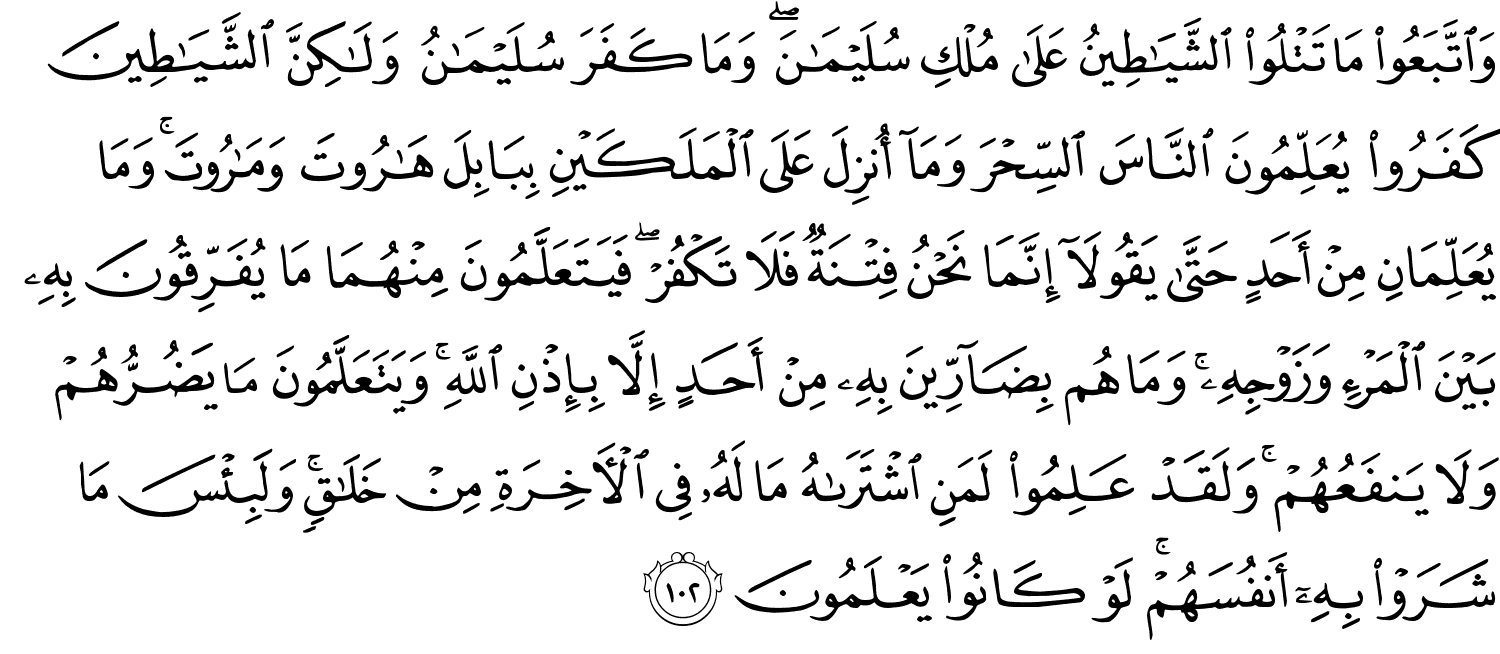 وَٱتَّبَعُوا۟ مَا تَتْلُوا۟ ٱلشَّيَـٰطِينُ عَلَىٰ مُلْكِ سُلَيْمَـٰنَ ۖ وَمَا كَفَرَ سُلَيْمَـٰنُ وَلَـٰكِنَّ ٱلشَّيَـٰطِينَ
كَفَرُوا۟ يُعَلِّمُونَ ٱلنَّاسَ ٱلسِّحْرَ وَمَآ أُنزِلَ عَلَى ٱلْمَلَكَيْنِ بِبَابِلَ هَـٰرُوتَ وَمَـٰرُوتَ ۚ وَمَا
يُعَلِّمَانِ مِنْ أَحَدٍ حَتَّىٰ يَقُولَآ إِنَّمَا نَحْنُ فِتْنَةٌ فَلَا تَكْفُرْ ۖ فَيَتَعَلَّمُونَ مِنْهُمَا مَا يُفَرِّقُونَ بِهِۦ
بَيْنَ ٱلْمَرْءِ وَزَوْجِهِۦ ۚ وَمَا هُم بِضَآرِّينَ بِهِۦ مِنْ أَحَدٍ إِلَّا بِإِذْنِ ٱللَّهِ ۚ وَيَتَعَلَّمُونَ مَا يَضُرُّهُمْ
وَلَا يَنفَعُهُمْ ۚ وَلَقَدْ عَلِمُوا۟ لَمَنِ ٱشْتَرَىٰهُ مَا لَهُۥ فِى ٱلْـَٔاخِرَةِ مِنْ خَلَـٰقٍ ۚ وَلَبِئْسَ مَا
شَرَوْا۟ بِهِۦٓ أَنفُسَهُمْ ۚ لَوْ كَانُوا۟ يَعْلَمُونَ ١٠٢